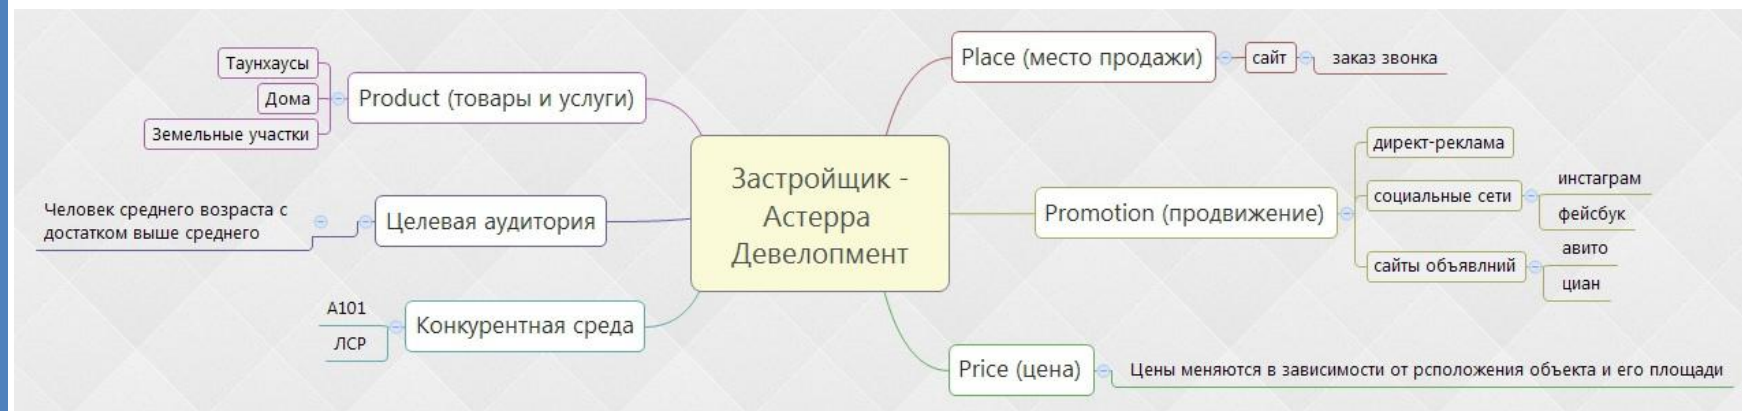 Таунхаусы
Дома
Земельные участки
Product (товары и услуги)
Человек среднего возраста с
достатком выше среднего
Целевая аудитория
А101
ЛСР
Конкурентная среда
Застройщик -
Астерра
Девелопмент
Place (место продажи)
сайт
заказ звонка
Promotion (продвижение)
директ-реклама
социальные сети
инстаграм
фейсбук
сайты объявлний
авито
циан
Price (цена)
Цены меняются в зависимости от рсположения объекта и его площади